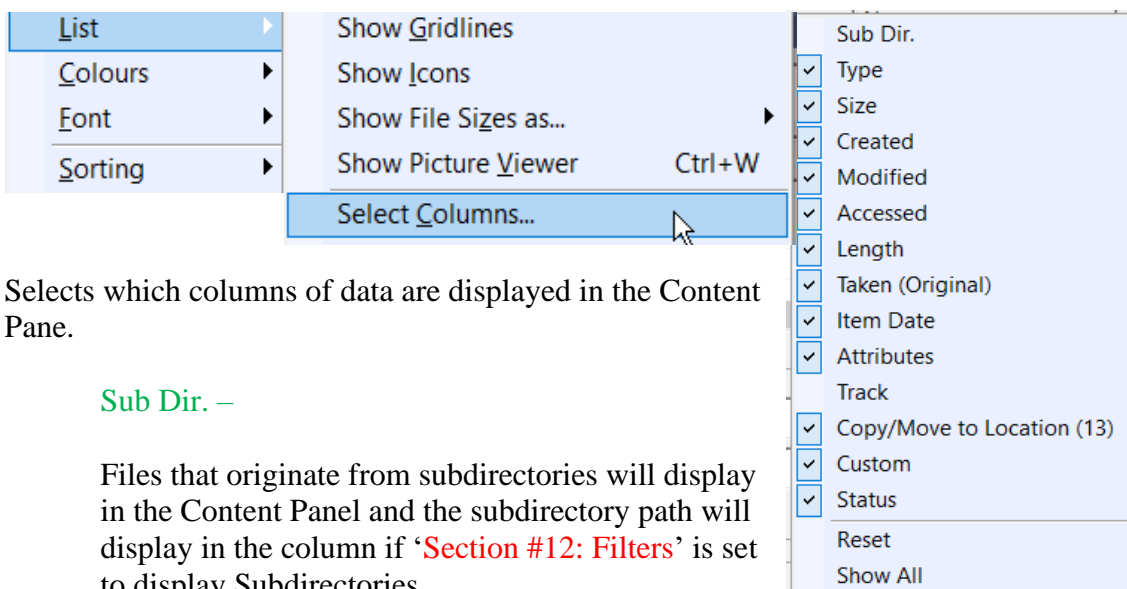 List
Colours
Font
Sorting
Show Gridlines
Show Icons
Show File Sizes as...
Show Picture Viewer Ctrl+W
Select Columns...
Sub Dir.
Type
Size
Created
Modified
Accessed
Length
Taken (Original)
Item Date
Attributes
Track
Copy/Move to Location (13)
Custom
Status
Reset
Show All
Selects which columns of data are displayed in the Content
Pane.
Sub Dir. –
Files that originate from subdirectories will display
in the Content Panel and the subdirectory path will
display in the column if ‘Section #12: Filters’ is set
to display Subdirectories